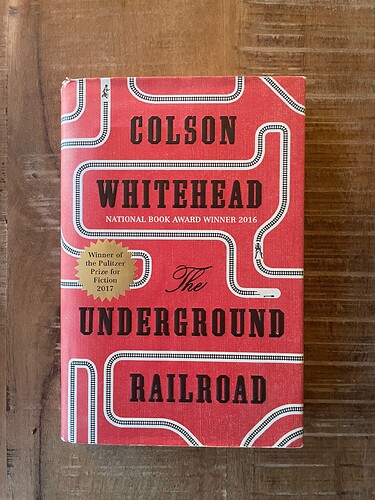 COLSON
WHITEHEAD
NATIONAL BOOK AWARD WINNER 2016
Winner of
the Pulitzer
Prize for
Fiction
2017
The
UNDERGROUND
RAILROAD